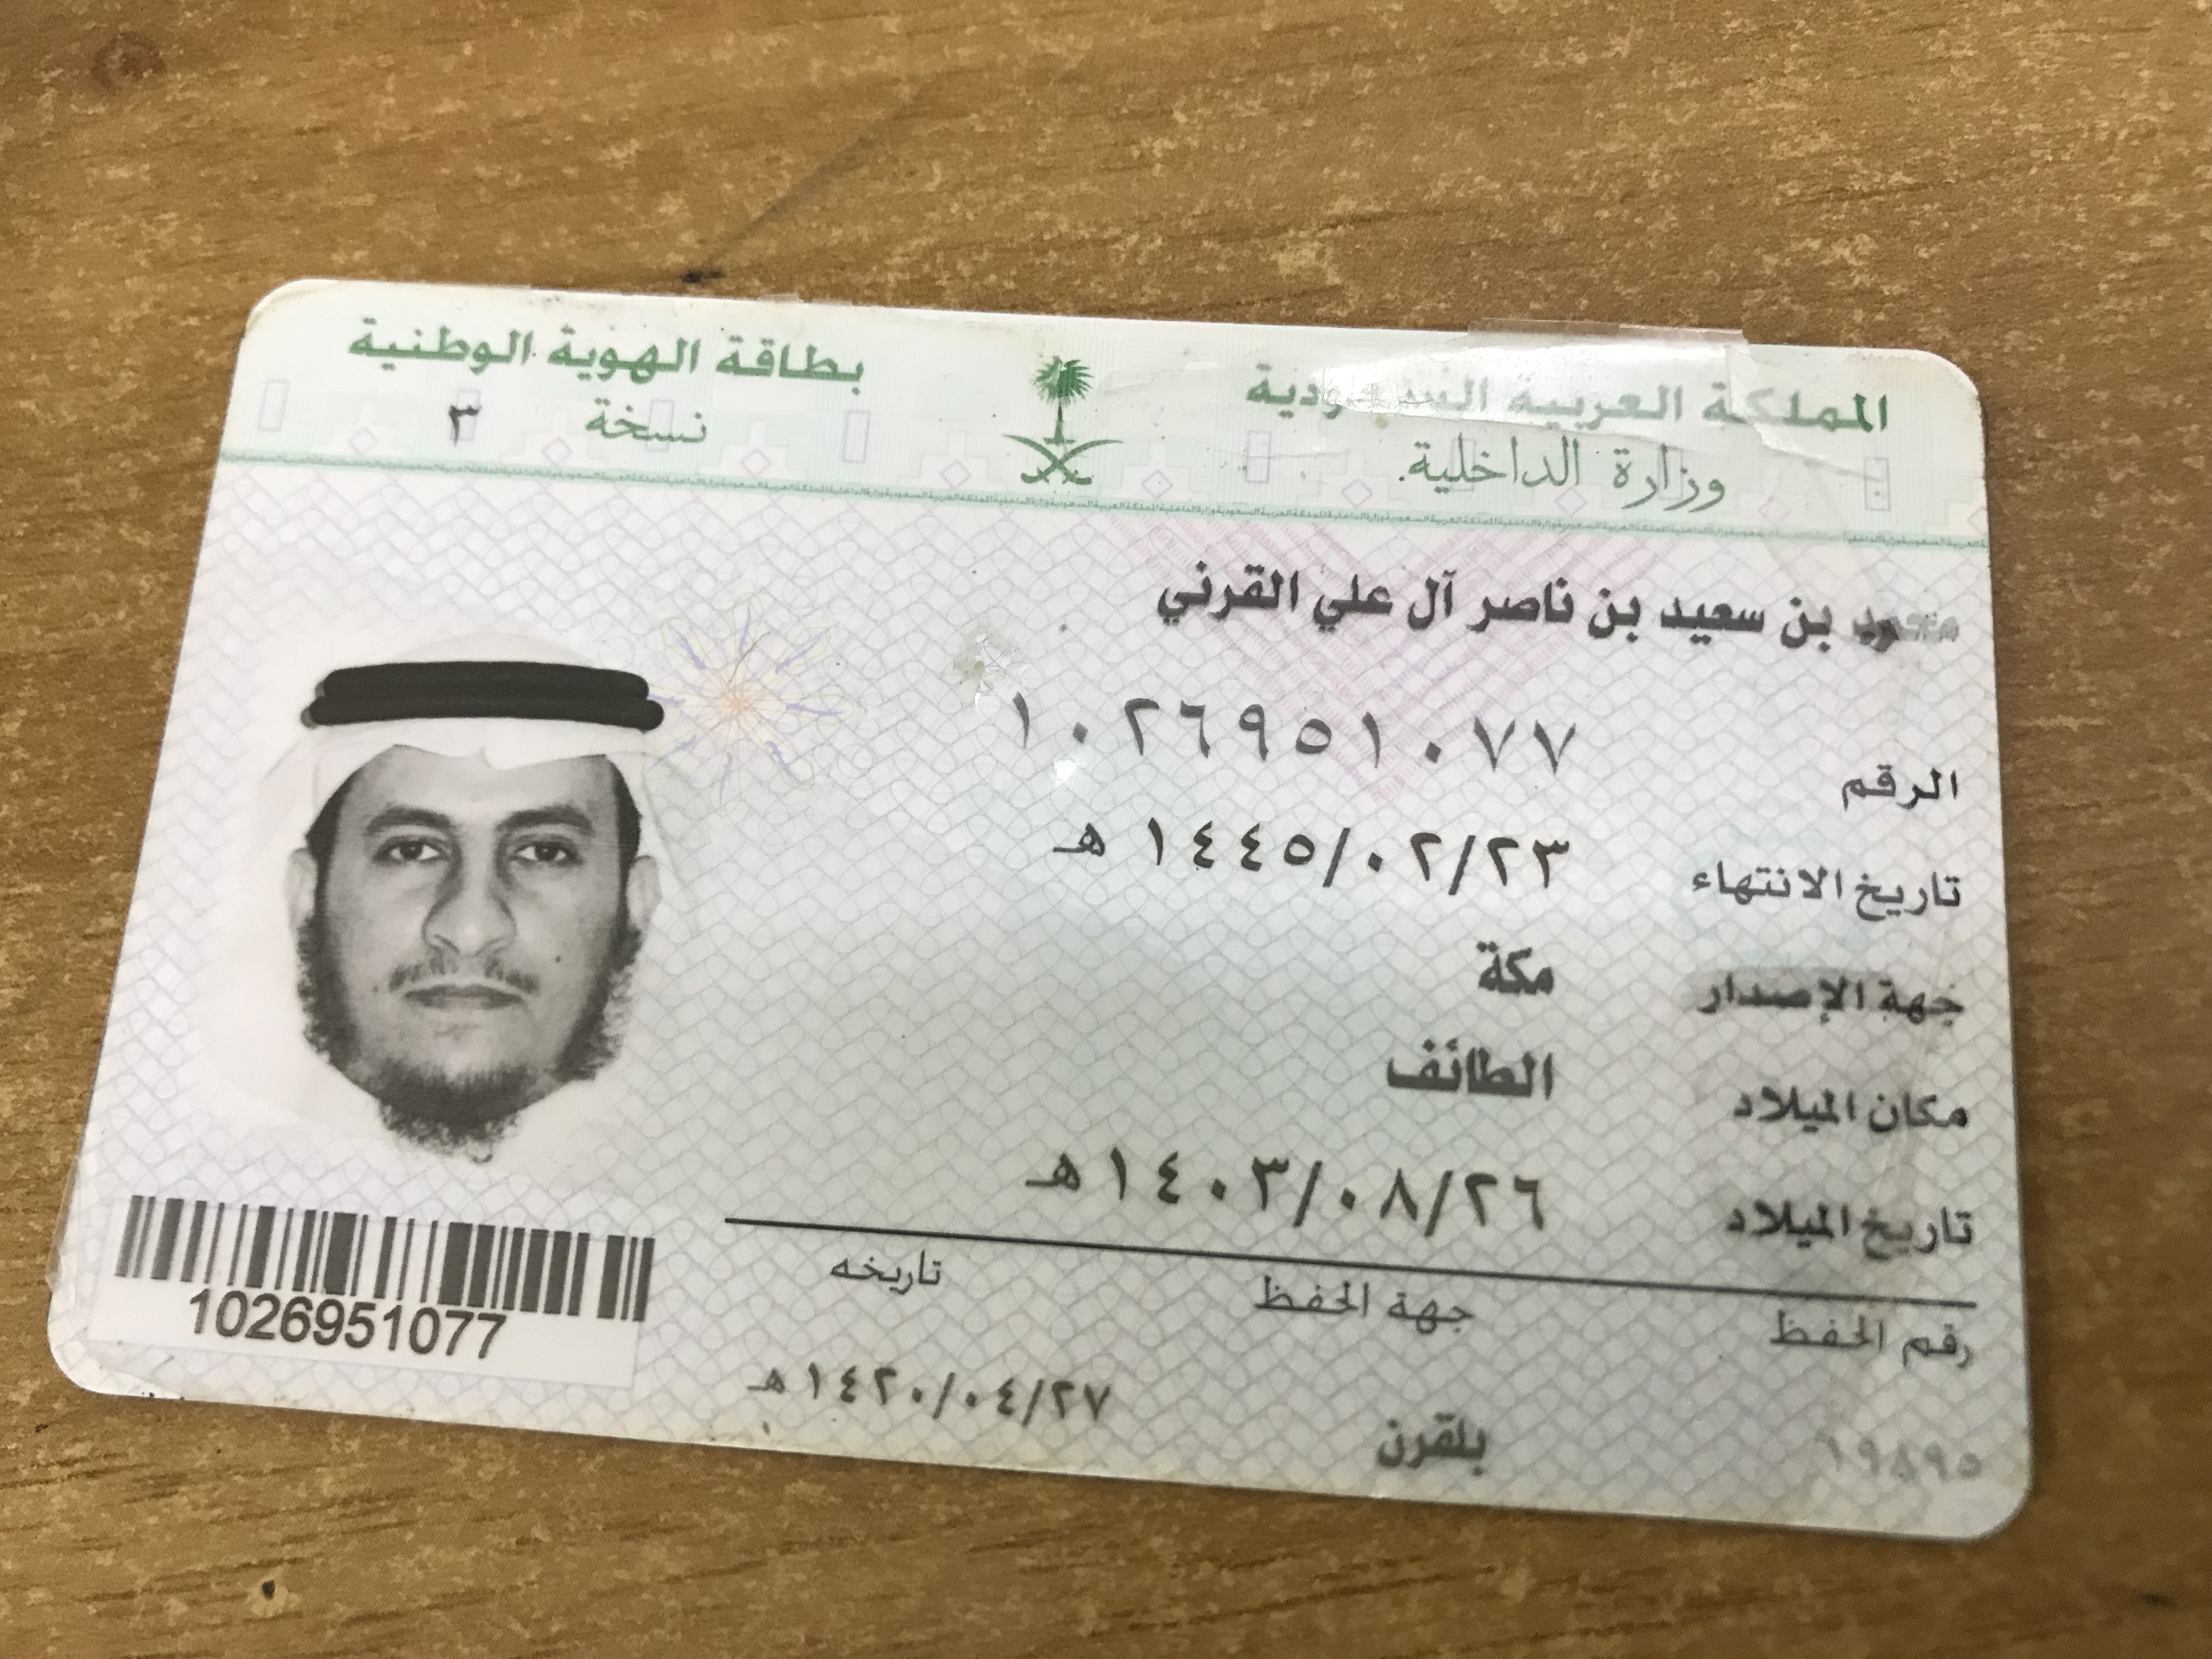 المملكة العربية السعودية
وزارة الداخلية
بطاقة الهوية الوطنية
نسخة ٣
بن سعيد بن ناصر آل علي القرني
الرقم ١٠٢٦٩٥١٠٧٧
تاريخ الانتهاء ١٤٤٥/٠٢/٢٣ هـ
جهة الإصدار مكة
مكان الميلاد الطائف
تاريخ الميلاد ١٤٠٣/٠٨/٢٦ هـ
رقم الحفظ جهة الحفظ تاريخه
بلقرن ١٤٢٠/٠٤/٢٧ هـ
1026951077